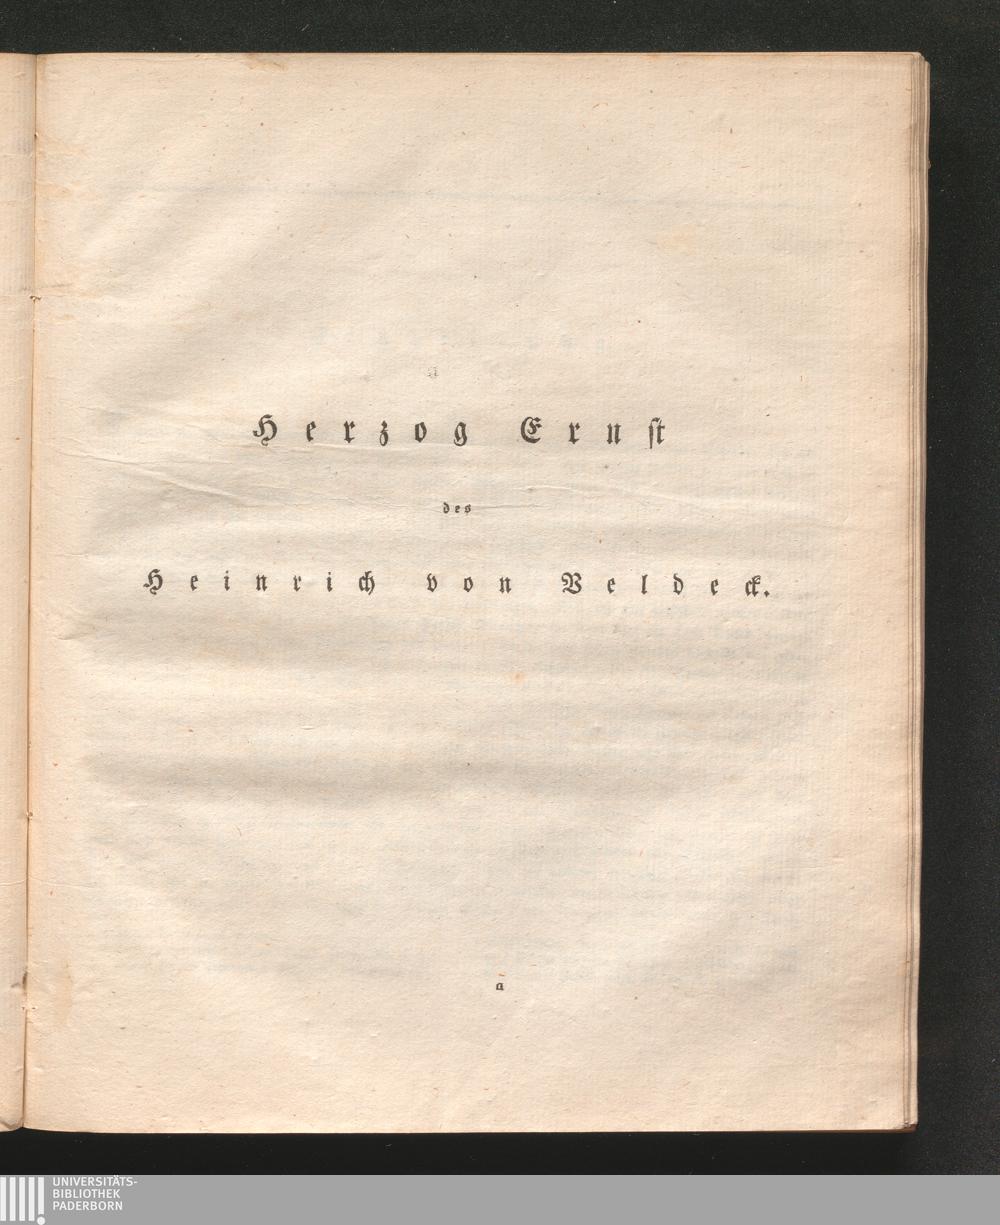 Herzog Ernst
des
Heinrich von Veldeck.
a
UNIVERSITÄTS-
BIBLIOTHEK
PADERBORN